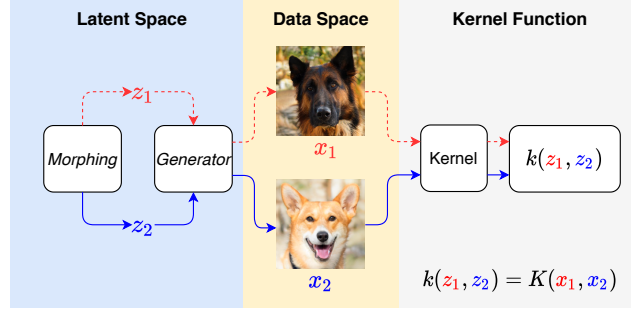 Latent Space
Data Space
Kernel Function
z₁
x₁
Morphing
Generator
Kernel
k(z₁, z₂)
z₂
x₂
k(z₁, z₂) = K(x₁, x₂)